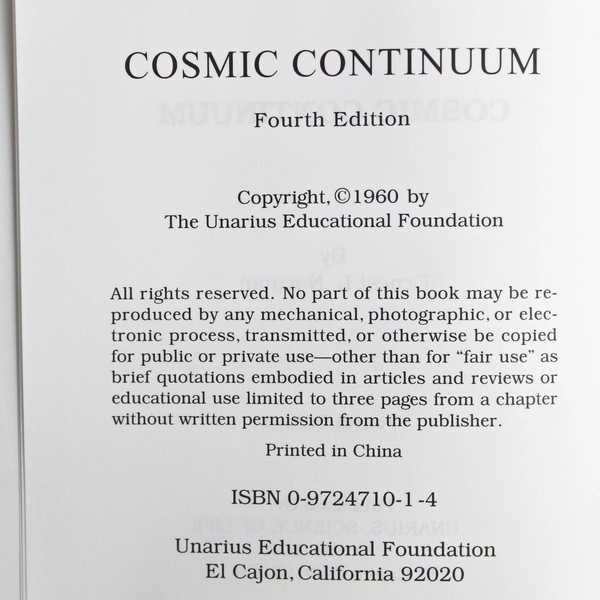 COSMIC CONTINUUM
Fourth Edition
Copyright, ©1960 by
The Unarius Educational Foundation
All rights reserved. No part of this book may be re-
produced by any mechanical, photographic, or elec-
tronic process, transmitted, or otherwise be copied
for public or private use—other than for “fair use” as
brief quotations embodied in articles and reviews or
educational use limited to three pages from a chapter
without written permission from the publisher.
Printed in China
ISBN 0-9724710-1-4
Unarius Educational Foundation
El Cajon, California 92020